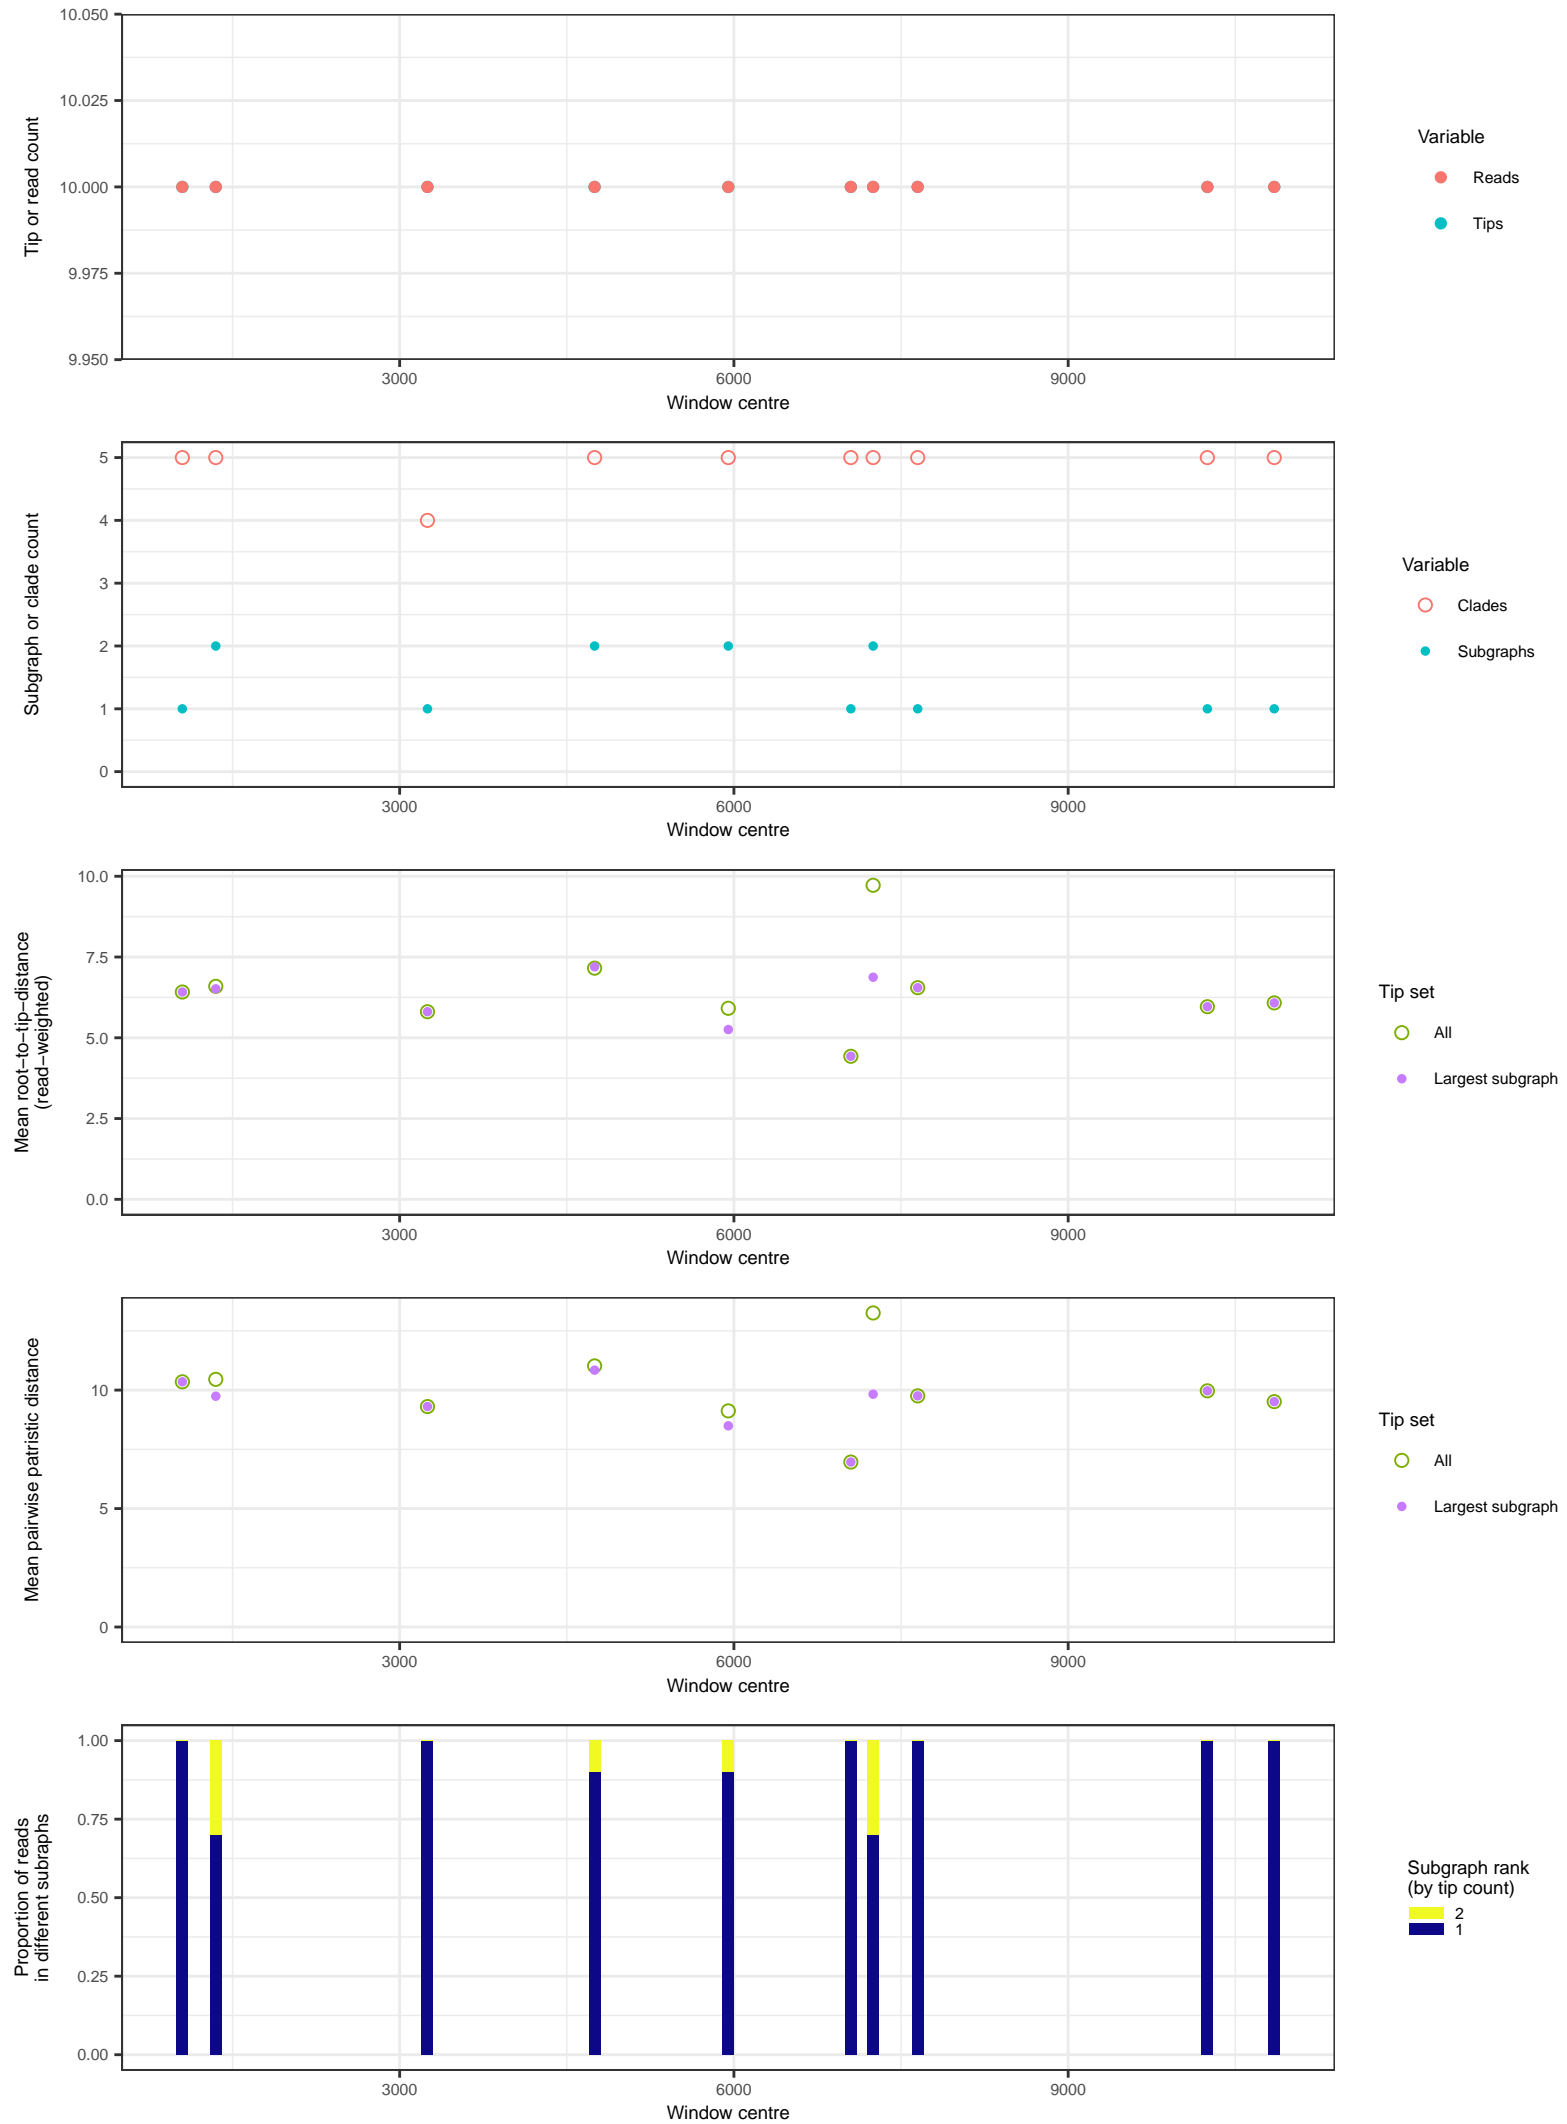 10.050
10.025
10.000
9.975
9.950
Tip or read count
3000 6000 9000
Window centre
Variable
Reads
Tips
5
4
3
2
1
0
Subgraph or clade count
3000 6000 9000
Window centre
Variable
Clades
Subgraphs
10.0
7.5
5.0
2.5
0.0
Mean root−to−tip−distance
(read−weighted)
3000 6000 9000
Window centre
Tip set
All
Largest subgraph
10
5
0
Mean pairwise patristic distance
3000 6000 9000
Window centre
Tip set
All
Largest subgraph
1.00
0.75
0.50
0.25
0.00
Proportion of reads
in different subraphs
3000 6000 9000
Window centre
Subgraph rank
(by tip count)
2
1